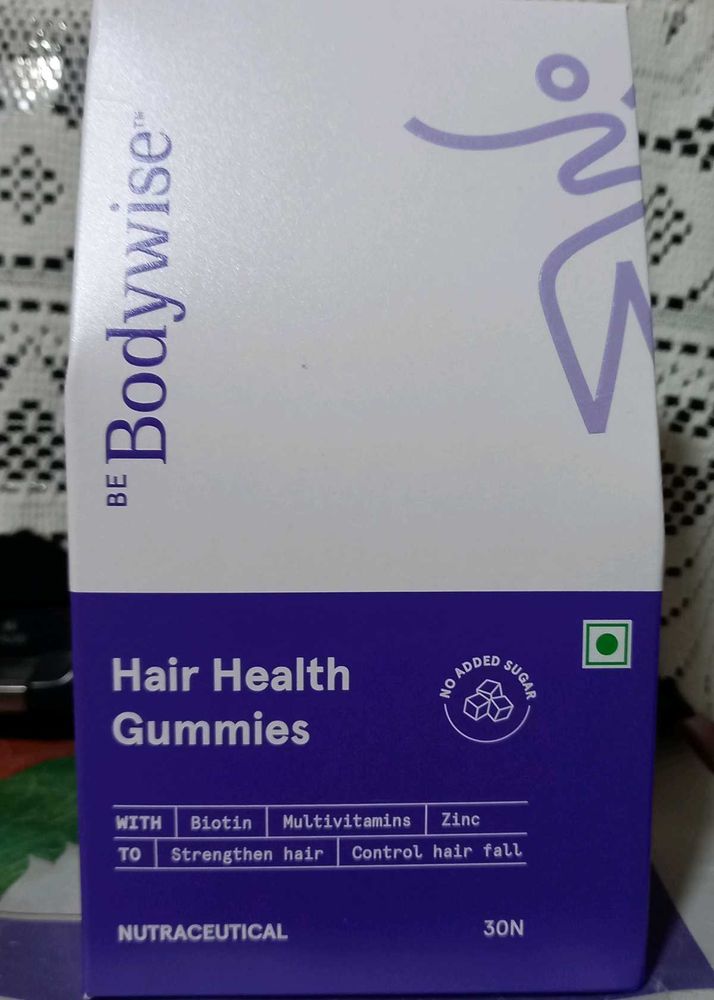 BE Bodywise™
Hair Health
Gummies
NO ADDED SUGAR
WITH Biotin Multivitamins Zinc
TO Strengthen hair Control hair fall
NUTRACEUTICAL
30N